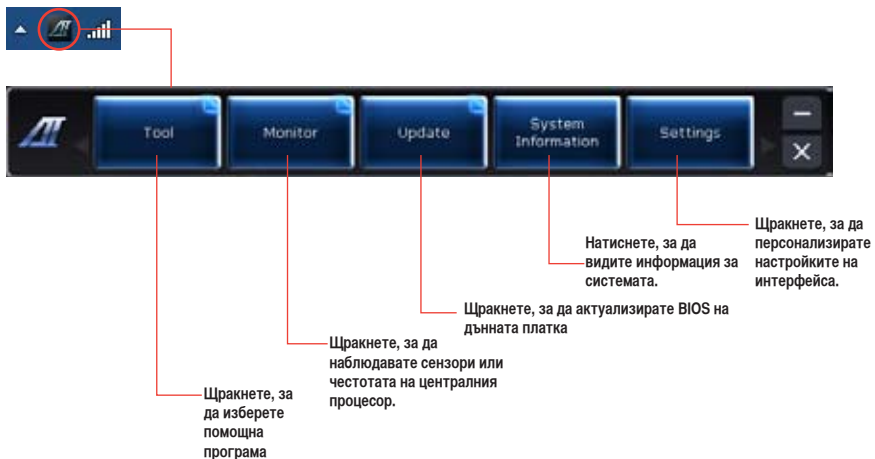 Tool
Monitor
Update
System
Information
Settings
Щракнете, за да
персонализирате
настройките на
интерфейса.
Натиснете, за да
видите информация за
системата.
Щракнете, за да актуализирате BIOS на
дънната платка
Щракнете, за да
наблюдавате сензори или
честотата на централния
процесор.
Щракнете, за
да изберете
помощна
програма